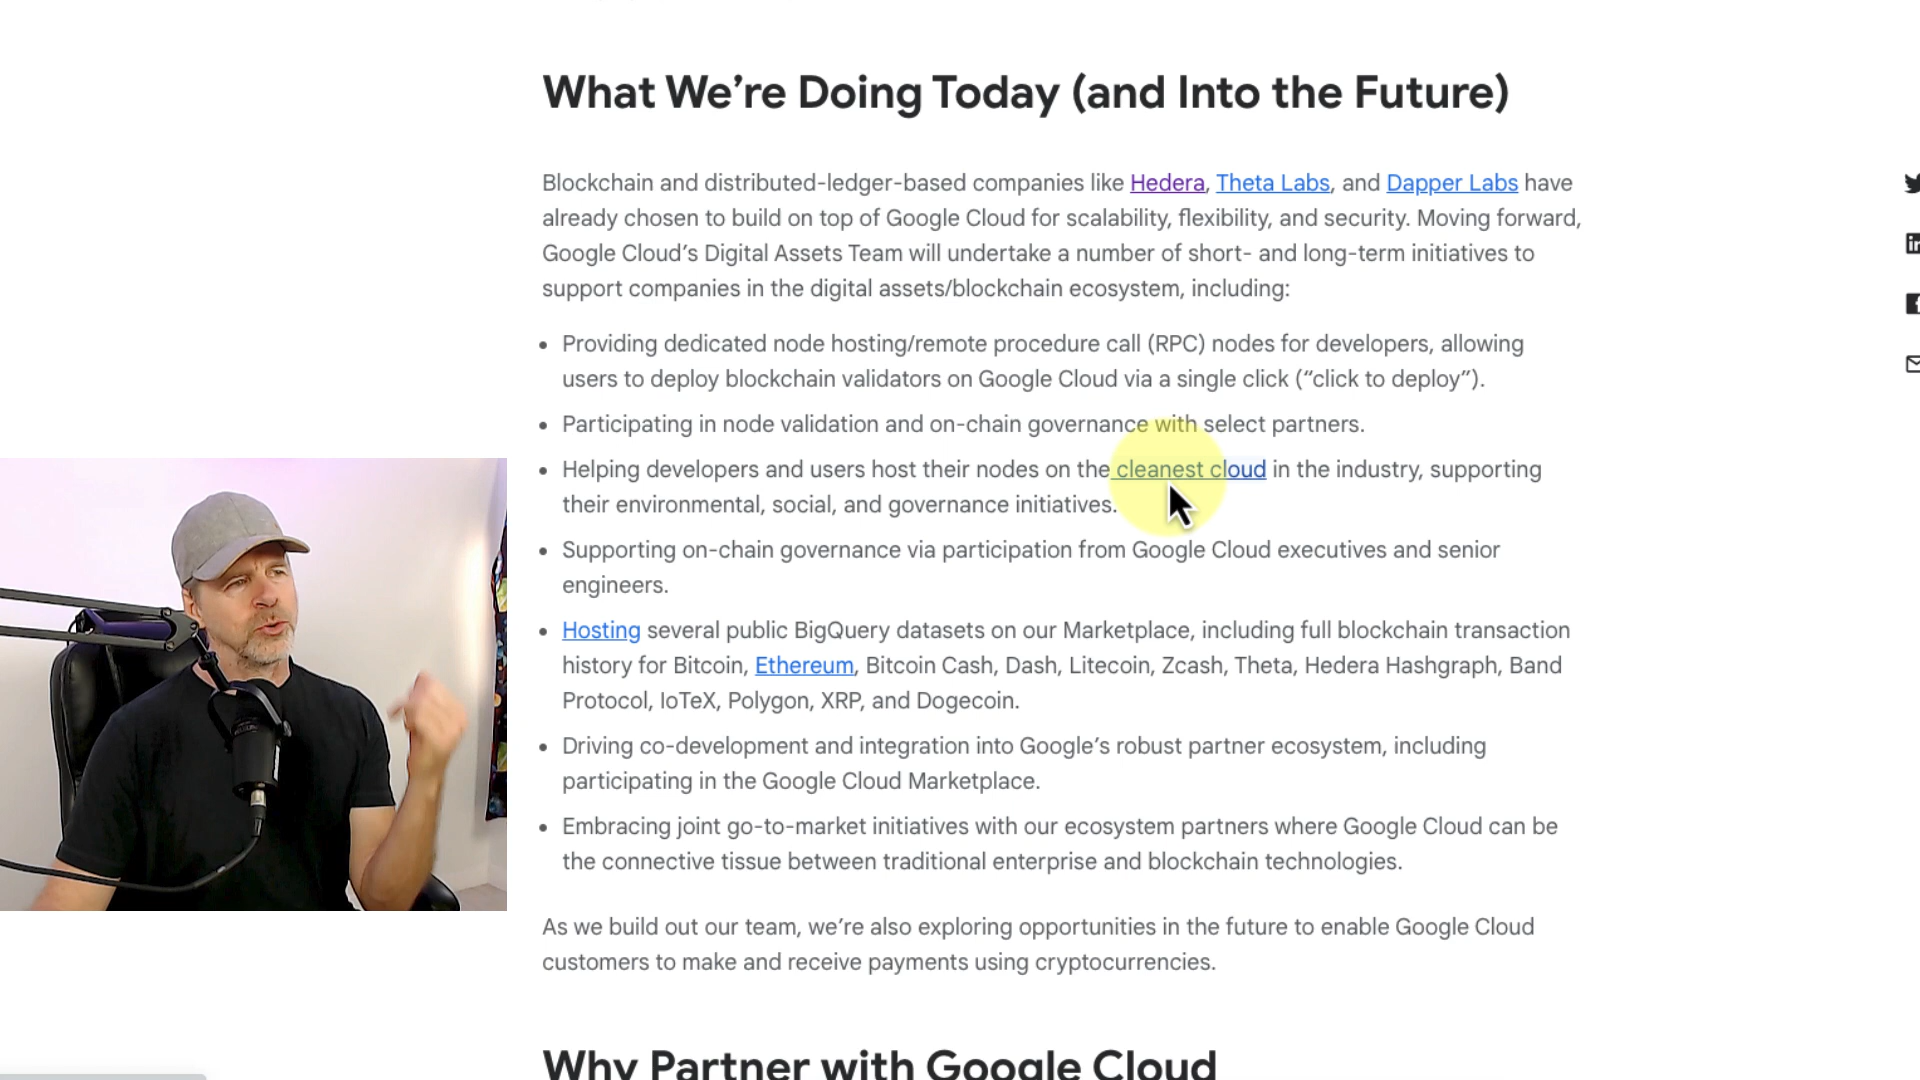 What We’re Doing Today (and Into the Future)
Blockchain and distributed-ledger-based companies like Hedera, Theta Labs, and Dapper Labs have
already chosen to build on top of Google Cloud for scalability, flexibility, and security. Moving forward,
Google Cloud’s Digital Assets Team will undertake a number of short- and long-term initiatives to
support companies in the digital assets/blockchain ecosystem, including:
Providing dedicated node hosting/remote procedure call (RPC) nodes for developers, allowing
users to deploy blockchain validators on Google Cloud via a single click (“click to deploy”).
Participating in node validation and on-chain governance with select partners.
Helping developers and users host their nodes on the cleanest cloud in the industry, supporting
their environmental, social, and governance initiatives.
Supporting on-chain governance via participation from Google Cloud executives and senior
engineers.
Hosting several public BigQuery datasets on our Marketplace, including full blockchain transaction
history for Bitcoin, Ethereum, Bitcoin Cash, Dash, Litecoin, Zcash, Theta, Hedera Hashgraph, Band
Protocol, IoTeX, Polygon, XRP, and Dogecoin.
Driving co-development and integration into Google’s robust partner ecosystem, including
participating in the Google Cloud Marketplace.
Embracing joint go-to-market initiatives with our ecosystem partners where Google Cloud can be
the connective tissue between traditional enterprise and blockchain technologies.
As we build out our team, we’re also exploring opportunities in the future to enable Google Cloud
customers to make and receive payments using cryptocurrencies.
Why Partner with Google Cloud